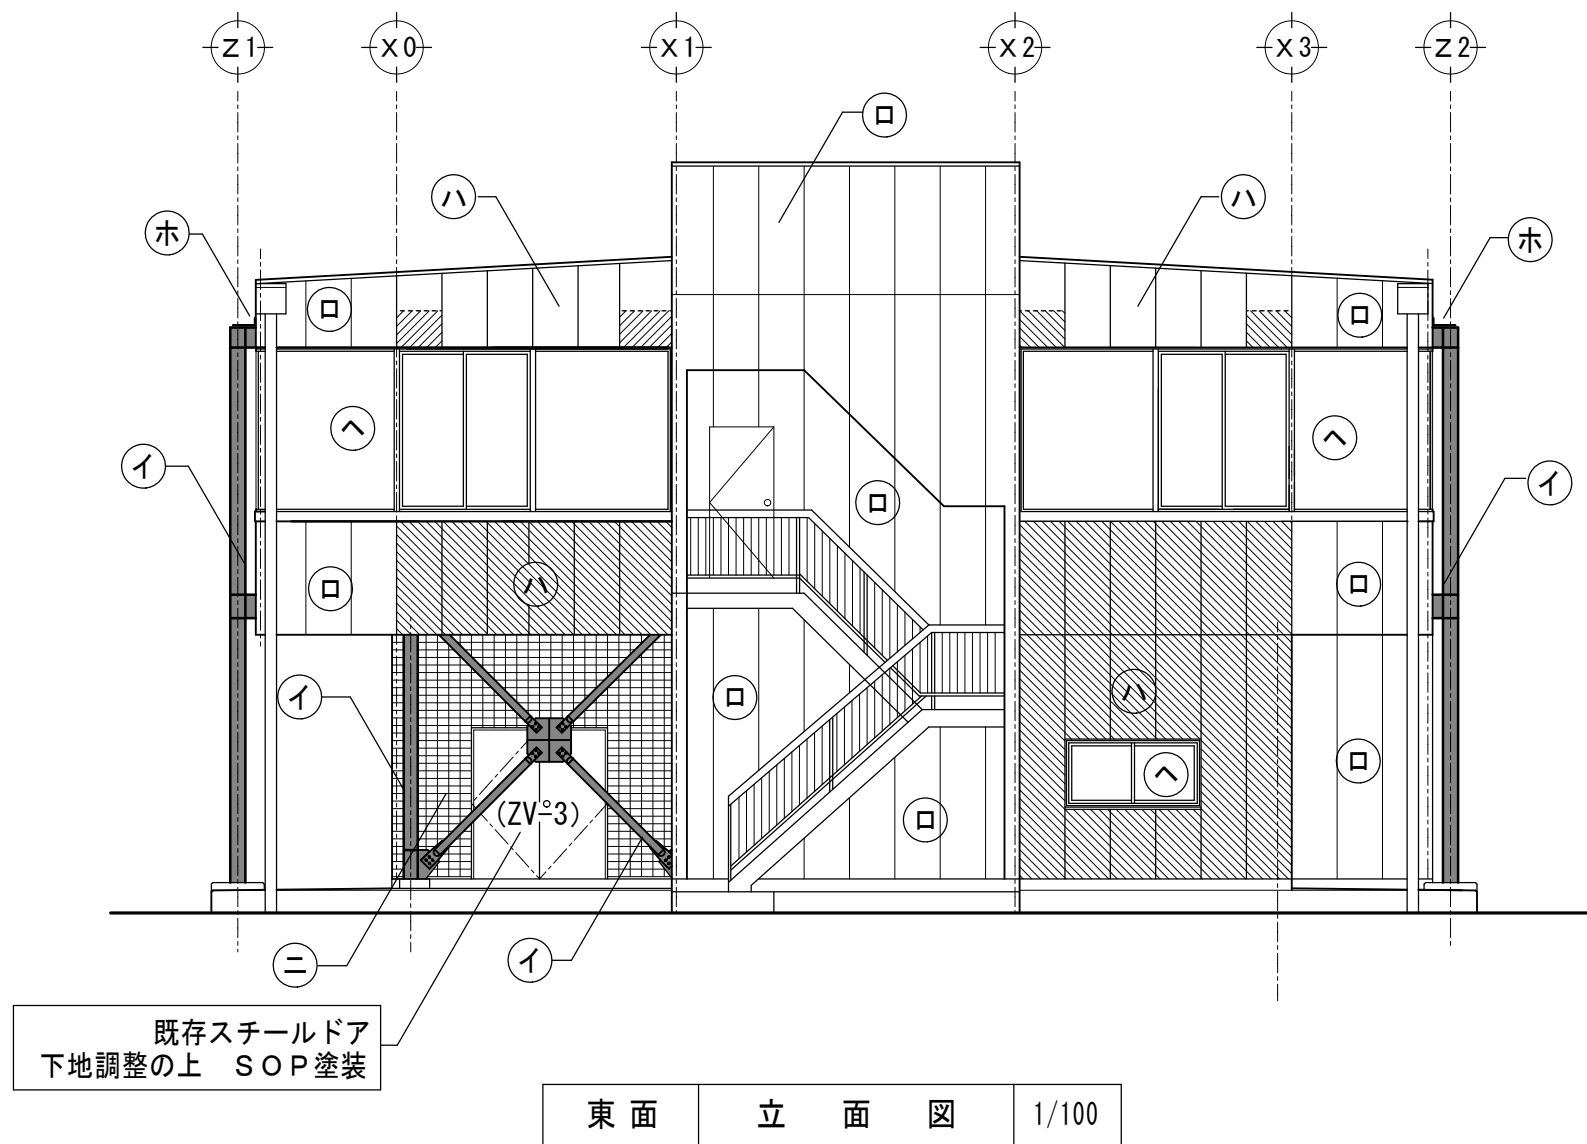 Z1
X0
X1
X2
X3
Z2
ロ
ハ
ハ
ホ
ホ
ロ
ロ
ヘ
ヘ
イ
イ
ロ
ロ
ハ
ロ
イ
ロ
ハ
ロ
ヘ
(ZV-3)
ロ
ニ
イ
既存スチールドア
下地調整の上 SOP塗装
東面 立面図 1/100